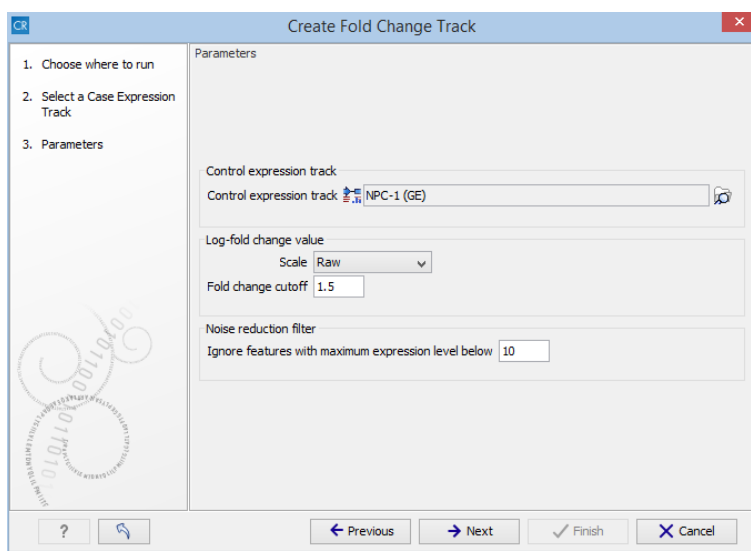 CR
Create Fold Change Track
1. Choose where to run
2. Select a Case Expression
Track
3. Parameters
Parameters
Control expression track
Control expression track NPC-1 (GE)
Log-fold change value
Scale Raw
Fold change cutoff 1.5
Noise reduction filter
Ignore features with maximum expression level below 10
?
Previous
Next
Finish
Cancel